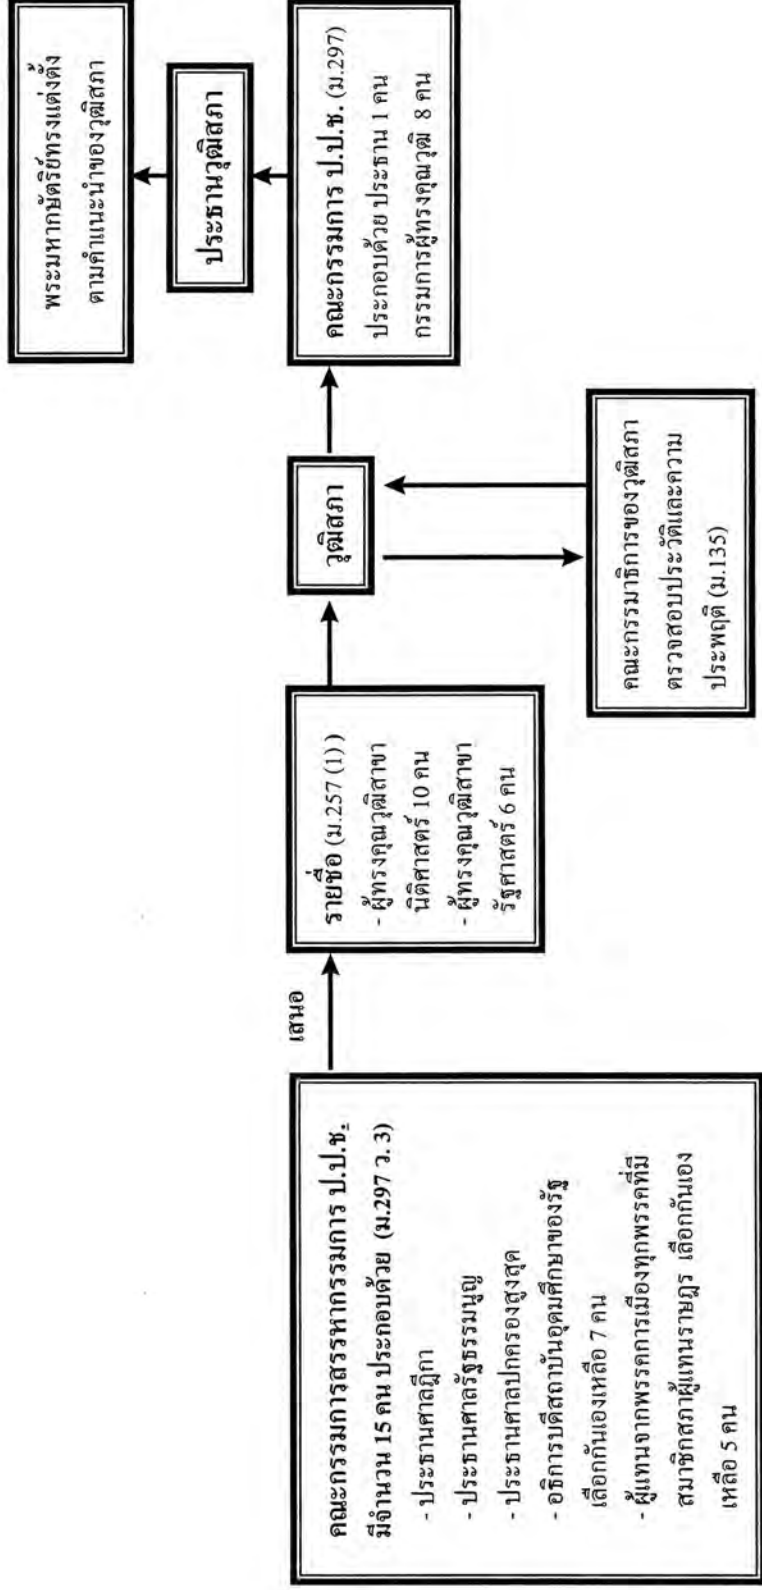 คณะกรรมการสรรหากรรมการ ป.ป.ช.
มีจำนวน 15 คน ประกอบด้วย (ม.297 ว. 3)
- ประธานศาลฎีกา
- ประธานศาลรัฐธรรมนูญ
- ประธานศาลปกครองสูงสุด
- อธิการบดีสถาบันอุดมศึกษาของรัฐ
เลือกกันเองเหลือ 7 คน
- ผู้แทนจากพรรคการเมืองทุกพรรคที่มี
สมาชิกสภาผู้แทนราษฎร เลือกกันเอง
เหลือ 5 คน
เสนอ
รายชื่อ (ม.257 (1) )
- ผู้ทรงคุณวุฒิสาขา
นิติศาสตร์ 10 คน
- ผู้ทรงคุณวุฒิสาขา
รัฐศาสตร์ 6 คน
วุฒิสภา
คณะกรรมาธิการของวุฒิสภา
ตรวจสอบประวัติและความ
ประพฤติ (ม.135)
คณะกรรมการ ป.ป.ช. (ม.297)
ประกอบด้วย ประธาน 1 คน
กรรมการผู้ทรงคุณวุฒิ 8 คน
ประธานวุฒิสภา
พระมหากษัตริย์ทรงแต่งตั้ง
ตามคำแนะนำของวุฒิสภา